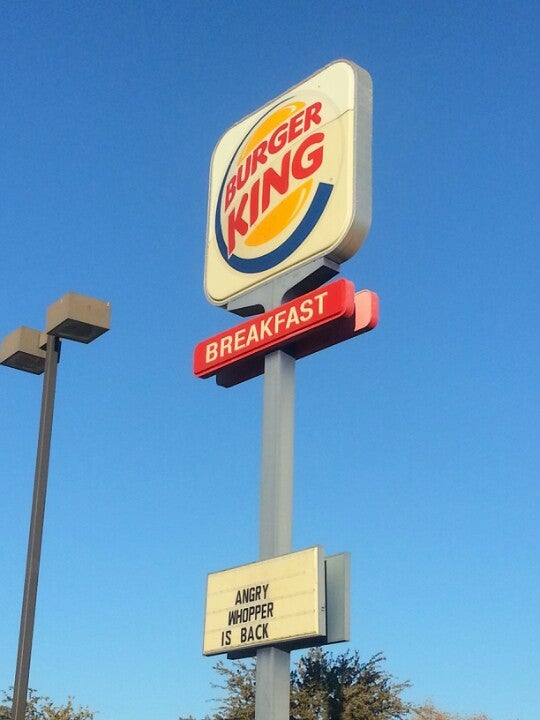 BURGER
KING
BREAKFAST
ANGRY
WHOPPER
IS BACK